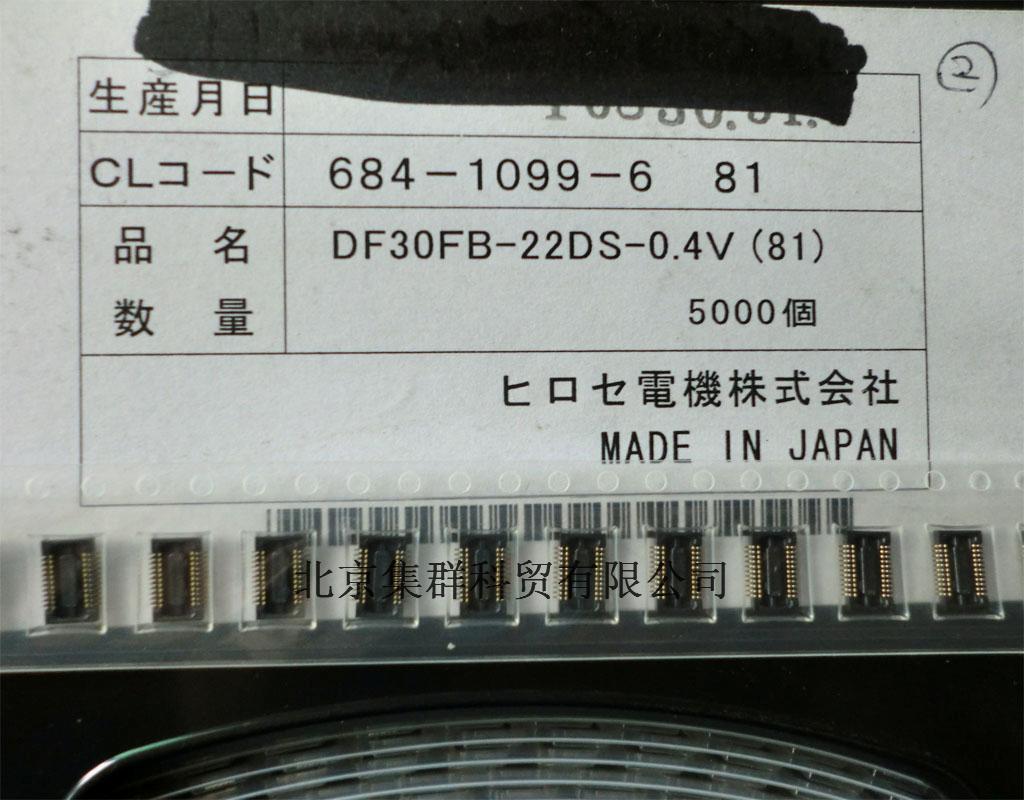 ②
生産月日
CLコード 684-1099-6 81
品 名 DF30FB-22DS-0.4V(81)
数 量 5000個
ヒロセ電機株式会社
MADE IN JAPAN
北京集群科贸有限公司